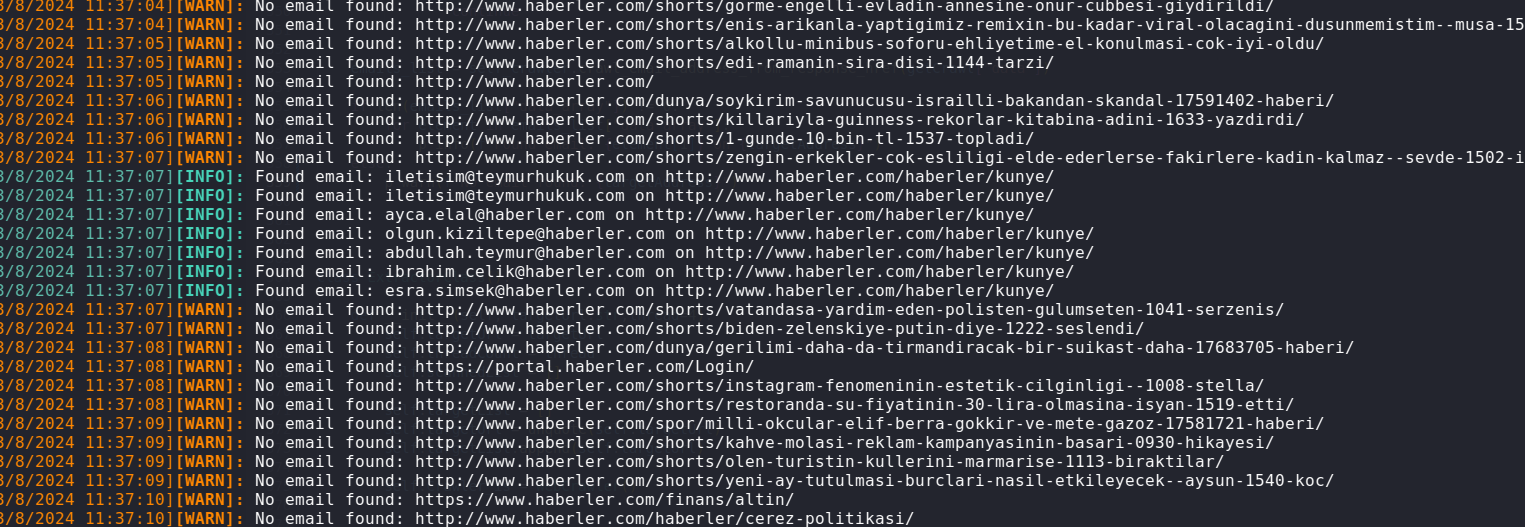 3/8/2024 11:37:04][WARN]: No email found: http://www.haberler.com/shorts/gorme-engelli-evladin-annesine-onur-cubbesi-giydirildi/
3/8/2024 11:37:04][WARN]: No email found: http://www.haberler.com/shorts/enis-arikanla-yaptigimiz-remixin-bu-kadar-viral-olacagini-dusunmemistim--musa-15
3/8/2024 11:37:05][WARN]: No email found: http://www.haberler.com/shorts/alkollu-minibus-soforu-ehliyetime-el-konulmasi-cok-iyi-oldu/
3/8/2024 11:37:05][WARN]: No email found: http://www.haberler.com/shorts/edi-ramanin-sira-disi-1144-tarzi/
3/8/2024 11:37:05][WARN]: No email found: http://www.haberler.com/
3/8/2024 11:37:06][WARN]: No email found: http://www.haberler.com/dunya/soykirim-savunucusu-israilli-bakandan-skandal-17591402-haberi/
3/8/2024 11:37:06][WARN]: No email found: http://www.haberler.com/shorts/killariyla-guinness-rekorlar-kitabina-adini-1633-yazdirdi/
3/8/2024 11:37:06][WARN]: No email found: http://www.haberler.com/shorts/1-gunde-10-bin-tl-1537-topladi/
3/8/2024 11:37:07][WARN]: No email found: http://www.haberler.com/shorts/zengin-erkekler-cok-esliligi-elde-ederlerse-fakirlere-kadin-kalmaz--sevde-1502-i
3/8/2024 11:37:07][INFO]: Found email: iletisim@teymurhukuk.com on http://www.haberler.com/haberler/kunye/
3/8/2024 11:37:07][INFO]: Found email: iletisim@teymurhukuk.com on http://www.haberler.com/haberler/kunye/
3/8/2024 11:37:07][INFO]: Found email: ayca.elal@haberler.com on http://www.haberler.com/haberler/kunye/
3/8/2024 11:37:07][INFO]: Found email: olgun.kiziltepe@haberler.com on http://www.haberler.com/haberler/kunye/
3/8/2024 11:37:07][INFO]: Found email: abdullah.teymur@haberler.com on http://www.haberler.com/haberler/kunye/
3/8/2024 11:37:07][INFO]: Found email: ibrahim.celik@haberler.com on http://www.haberler.com/haberler/kunye/
3/8/2024 11:37:07][INFO]: Found email: esra.simsek@haberler.com on http://www.haberler.com/haberler/kunye/
3/8/2024 11:37:07][WARN]: No email found: http://www.haberler.com/shorts/vatandasa-yardim-eden-polisten-gulumseten-1041-serzenis/
3/8/2024 11:37:07][WARN]: No email found: http://www.haberler.com/shorts/biden-zelenskiye-putin-diye-1222-seslendi/
3/8/2024 11:37:08][WARN]: No email found: http://www.haberler.com/dunya/gerilimi-daha-da-tirmandiracak-bir-suikast-daha-17683705-haberi/
3/8/2024 11:37:08][WARN]: No email found: https://portal.haberler.com/Login/
3/8/2024 11:37:08][WARN]: No email found: http://www.haberler.com/shorts/instagram-fenomeninin-estetik-cilginligi--1008-stella/
3/8/2024 11:37:08][WARN]: No email found: http://www.haberler.com/shorts/restoranda-su-fiyatinin-30-lira-olmasina-isyan-1519-etti/
3/8/2024 11:37:09][WARN]: No email found: http://www.haberler.com/spor/milli-okcular-elif-berra-gokkir-ve-mete-gazoz-17581721-haberi/
3/8/2024 11:37:09][WARN]: No email found: http://www.haberler.com/shorts/kahve-molasi-reklam-kampanyasinin-basari-0930-hikayesi/
3/8/2024 11:37:09][WARN]: No email found: http://www.haberler.com/shorts/olen-turistin-kullerini-marmarise-1113-biraktilar/
3/8/2024 11:37:09][WARN]: No email found: http://www.haberler.com/shorts/yeni-ay-tutulmasi-burclari-nasil-etkileyecek--aysun-1540-koc/
3/8/2024 11:37:10][WARN]: No email found: https://www.haberler.com/finans/altin/
3/8/2024 11:37:10][WARN]: No email found: http://www.haberler.com/haberler/cerez-politikasi/